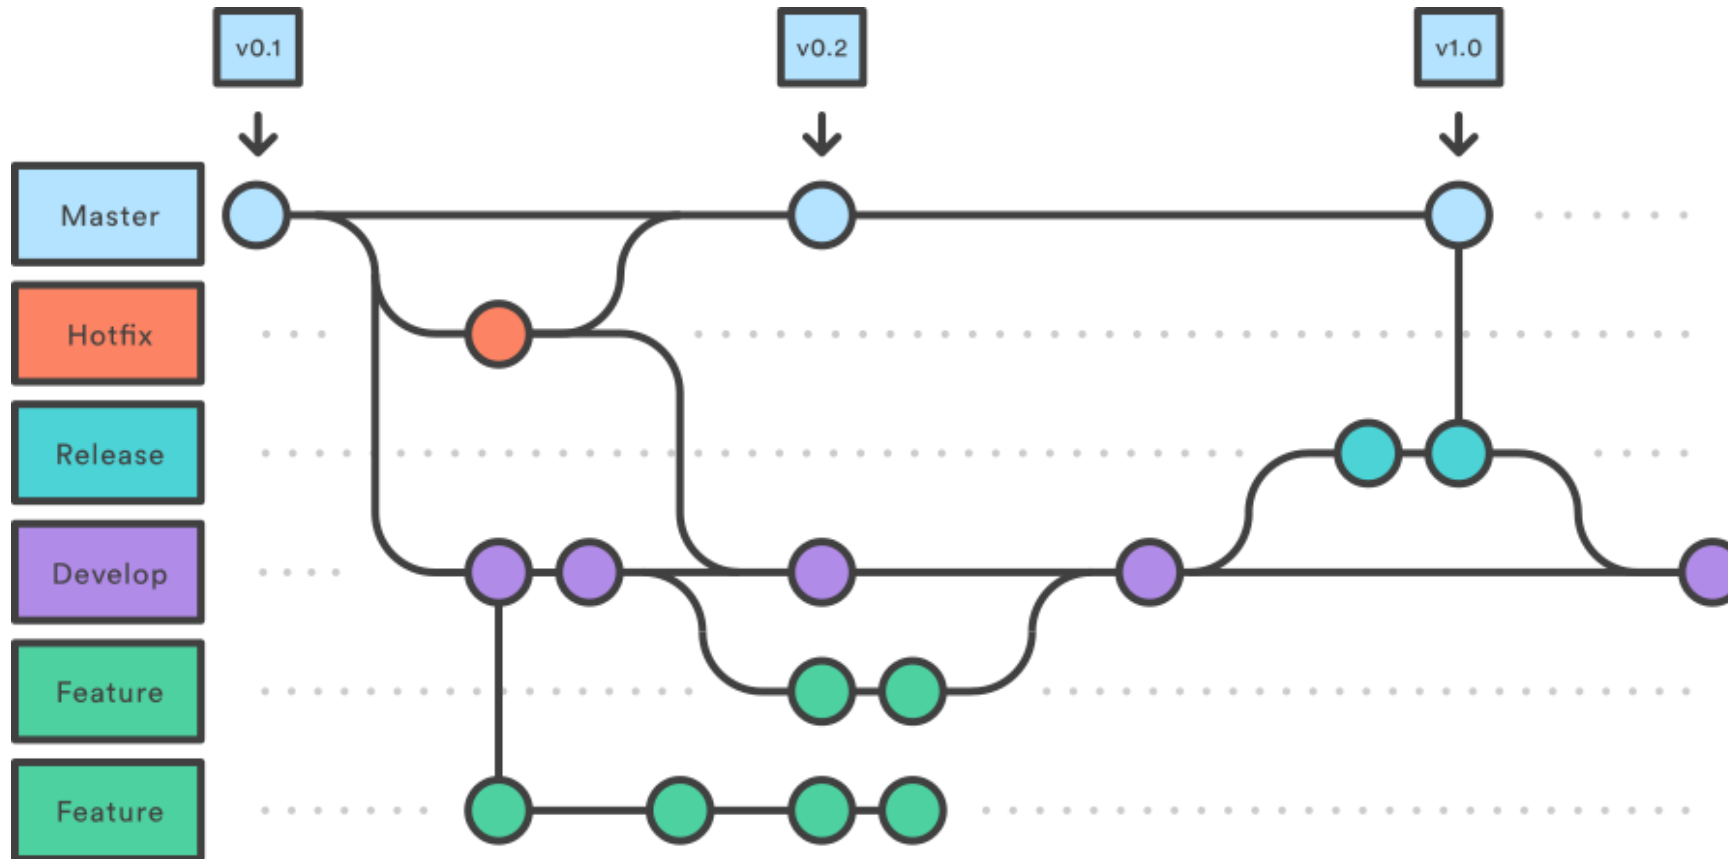 v0.1
v0.2
v1.0
Master
Hotfix
Release
Develop
Feature
Feature